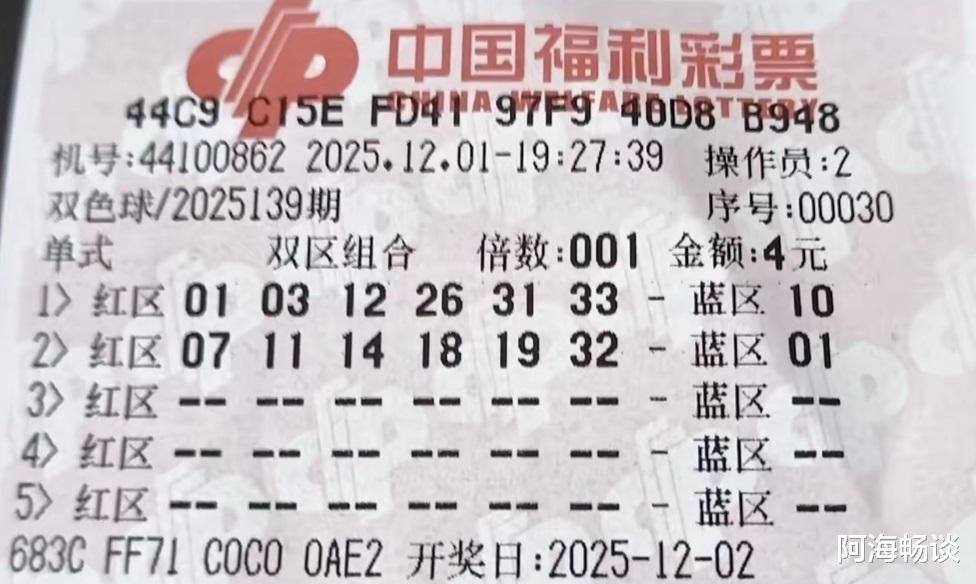 中国福利彩票
CHINA WELFARE LOTTERY
44C9 C15E FD41 97F9 40D8 B948
机号:44100862 2025.12.01-19:27:39 操作员:2
双色球/2025139期 序号:00030
单式 双区组合 倍数:001 金额:4元
1> 红区 01 03 12 26 31 33 - 蓝区 10
2> 红区 07 11 14 18 19 32 - 蓝区 01
3> 红区 -- -- -- -- -- -- - 蓝区 --
4> 红区 -- -- -- -- -- -- - 蓝区 --
5> 红区 -- -- -- -- -- -- - 蓝区 --
683C FF71 C0C0 0AE2 开奖日:2025-12-02
阿海畅谈